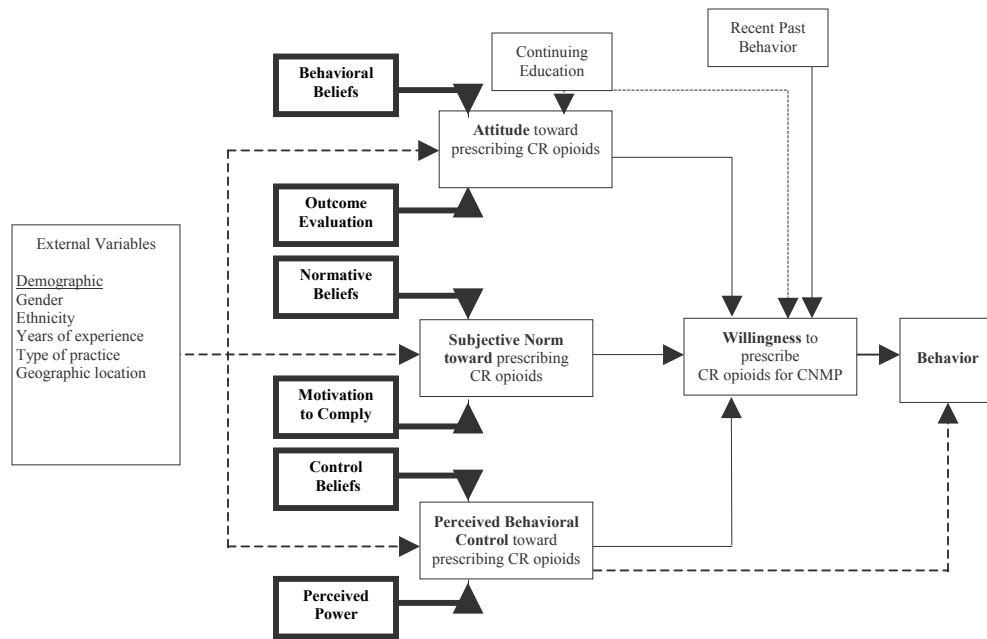 Recent Past
Behavior
Continuing
Education
Behavioral
Beliefs
Attitude toward
prescribing CR opioids
Outcome
Evaluation
External Variables
Demographic
Gender
Ethnicity
Years of experience
Type of practice
Geographic location
Normative
Beliefs
Subjective Norm
toward prescribing
CR opioids
Willingness to
prescribe
CR opioids for CNMP
Behavior
Motivation
to Comply
Control
Beliefs
Perceived Behavioral
Control toward
prescribing CR opioids
Perceived
Power